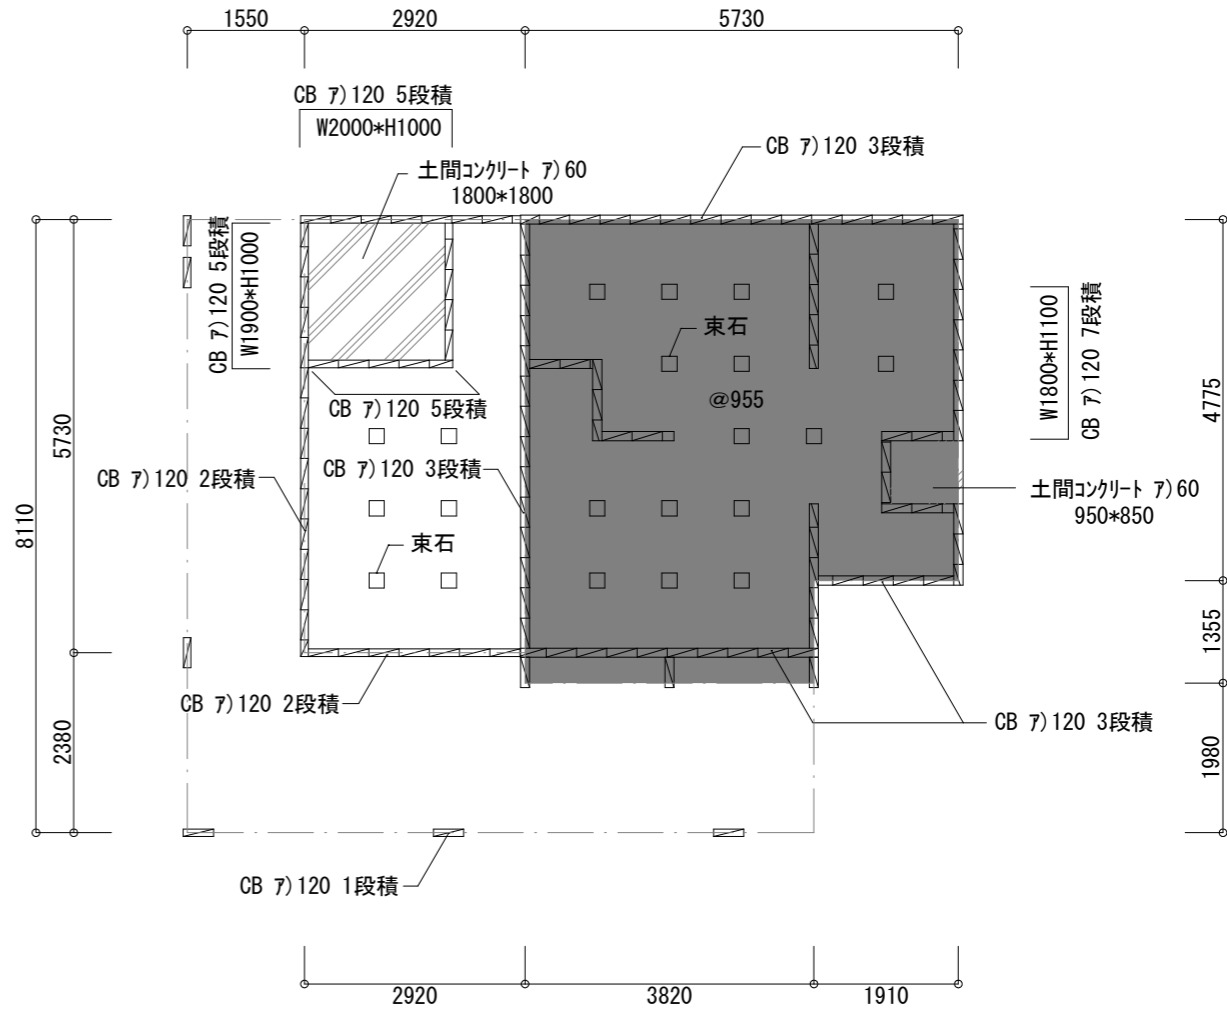 1550
2920
5730
CB ア)120 5段積
W2000*H1000
CB ア)120 3段積
土間コンクリート ア)60
1800*1800
CB ア)120 5段積
W1900*H1000
束石
@955
W1800*H1100
CB ア)120 7段積
4775
5730
8110
CB ア)120 5段積
CB ア)120 3段積
CB ア)120 2段積
土間コンクリート ア)60
950*850
束石
1355
CB ア)120 2段積
CB ア)120 3段積
2380
1980
CB ア)120 1段積
2920
3820
1910